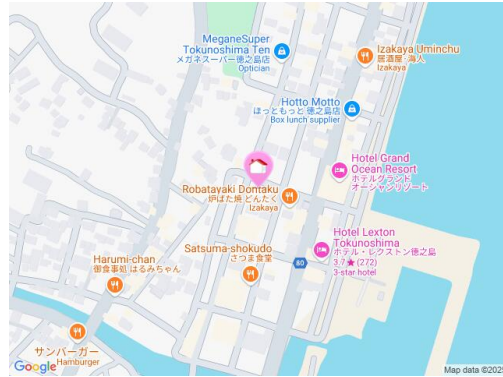 MeganeSuper
Tokunoshima Ten
メガネスーパー徳之島店
Optician
Izakaya Uminchu
居酒屋·海人
Izakaya
Hotto Motto
ほっともっと 徳之島店
Box lunch supplier
Hotel Grand
Ocean Resort
ホテルグランド
オーシャンリゾート
Robatayaki Dontaku
炉ばた焼 どんたく
Izakaya
Hotel Lexton
Tokunoshima
ホテル・レクストン徳之島
3.7★(272)
3-star hotel
Satsuma-shokudo
さつま食堂
80
Harumi-chan
御食事処 はるみちゃん
サンバーガー
Hamburger
Google
Map data ©202